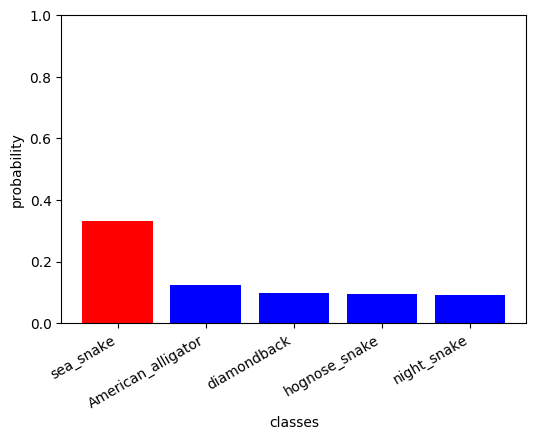 1.0
0.8
0.6
0.4
0.2
0.0
probability
sea_snake
American_alligator
diamondback
hognose_snake
night_snake
classes